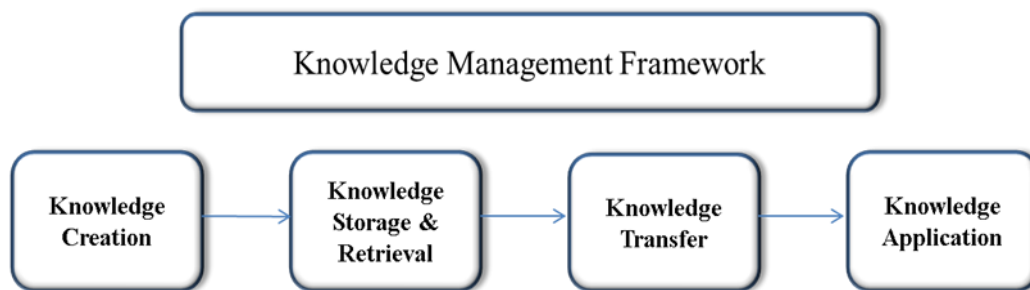 Knowledge Management Framework
Knowledge
Creation
Knowledge
Storage &
Retrieval
Knowledge
Transfer
Knowledge
Application